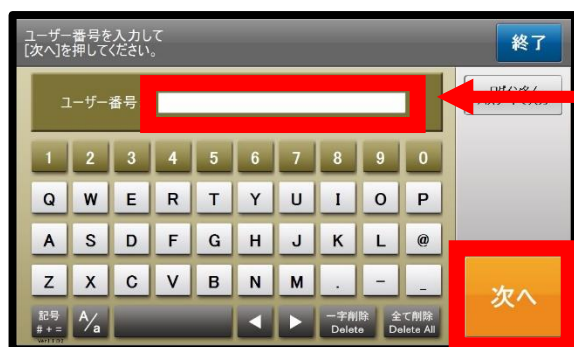 ユーザー番号を入力して
[次へ]を押してください。
終了
ユーザー番号
1 2 3 4 5 6 7 8 9 0
Q W E R T Y U I O P
A S D F G H J K L @
Z X C V B N M . - _
次へ
記号 A/a ◀ ▶ 一字削除 全て削除
# + = Delete Delete All